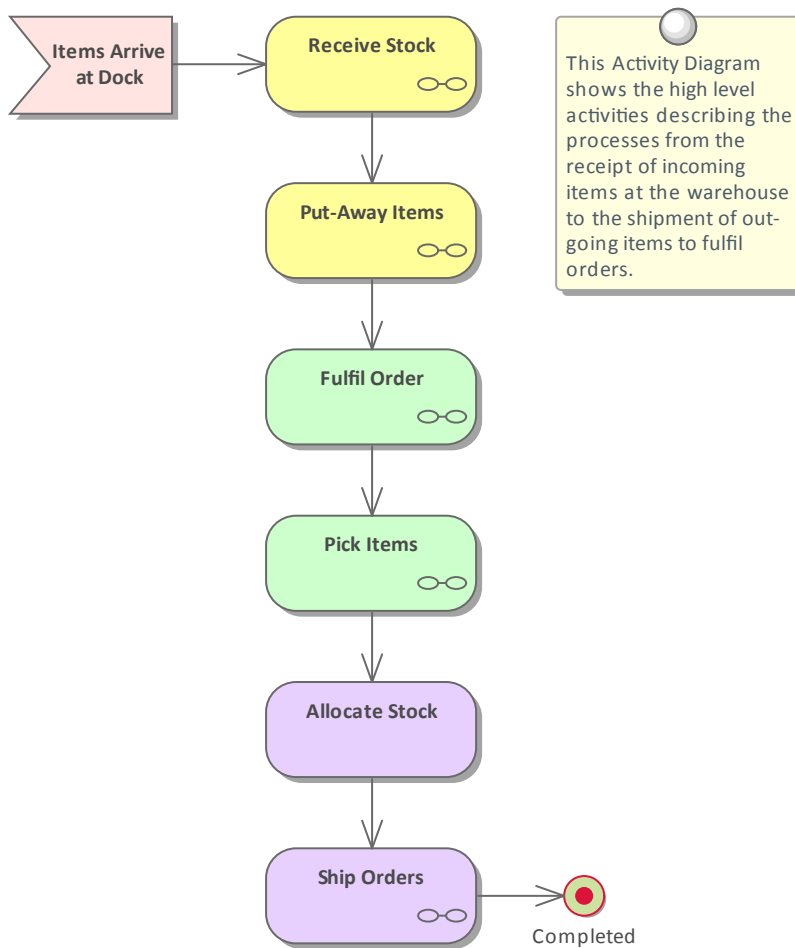 Items Arrive
at Dock
Receive Stock
This Activity Diagram
shows the high level
activities describing the
processes from the
receipt of incoming
items at the warehouse
to the shipment of out-
going items to fulfil
orders.
Put-Away Items
Fulfil Order
Pick Items
Allocate Stock
Ship Orders
Completed